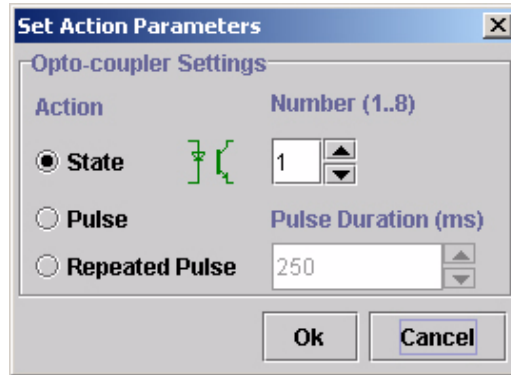 Set Action Parameters
Opto-coupler Settings
Action
Number (1..8)
State
1
Pulse
Pulse Duration (ms)
Repeated Pulse
250
Ok
Cancel